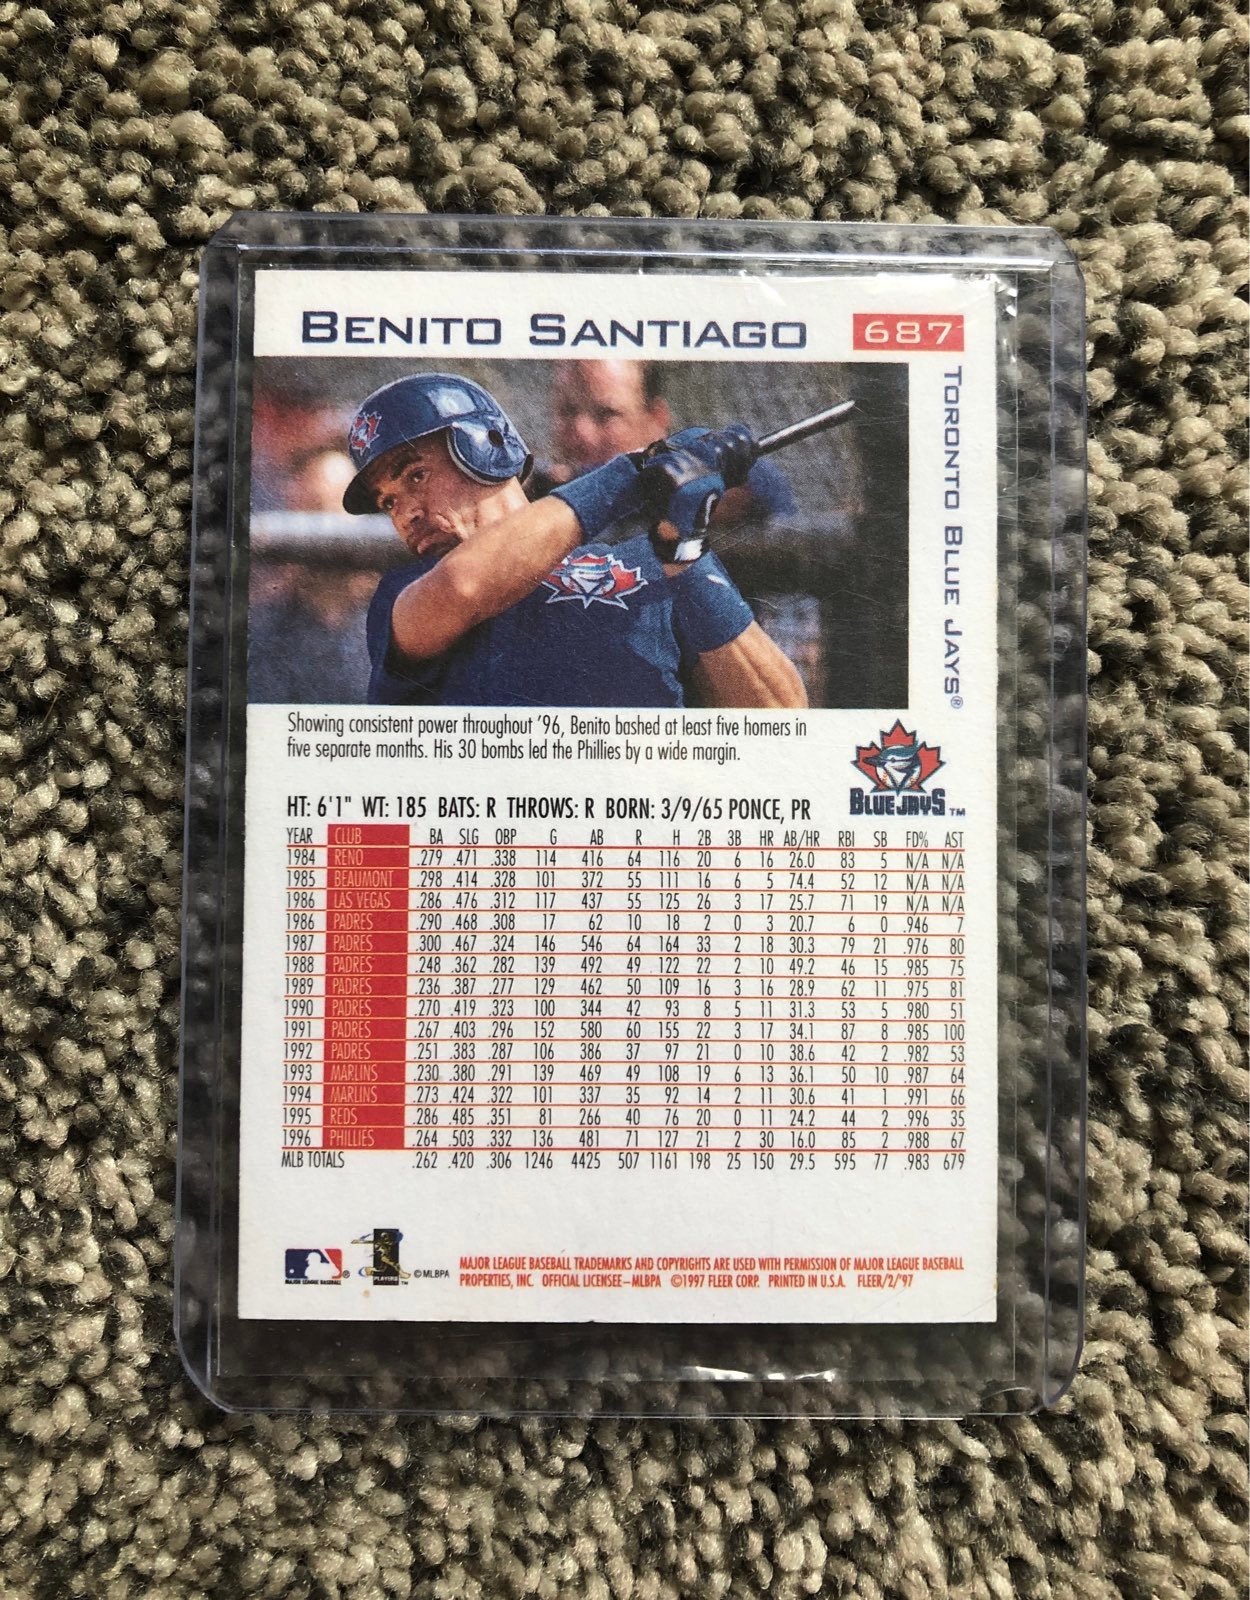 BENITO SANTIAGO 687
TORONTO BLUE JAYS®
Showing consistent power throughout '96, Benito bashed at least five homers in
five separate months. His 30 bombs led the Phillies by a wide margin.
BLUE JAYS ™
HT: 6'1" WT: 185 BATS: R THROWS: R BORN: 3/9/65 PONCE, PR
YEAR CLUB BA SLG OBP G AB R H 2B 3B HR AB/HR RBI SB FD% AST
1984 RENO .279 .471 .338 114 416 64 116 20 6 16 26.0 83 5 N/A N/A
1985 BEAUMONT .298 .414 .328 101 372 55 111 16 6 5 74.4 52 12 N/A N/A
1986 LAS VEGAS .286 .476 .312 117 437 55 125 26 3 17 25.7 71 19 N/A N/A
1986 PADRES .290 .468 .308 17 62 10 18 2 0 3 20.7 6 0 .946 7
1987 PADRES .300 .467 .324 146 546 64 164 33 2 18 30.3 79 21 .976 80
1988 PADRES .248 .362 .282 139 492 49 122 22 2 10 49.2 46 15 .985 75
1989 PADRES .236 .387 .277 129 462 50 109 16 3 16 28.9 62 11 .975 81
1990 PADRES .270 .419 .323 100 344 42 93 8 5 11 31.3 53 5 .980 51
1991 PADRES .267 .403 .296 152 580 60 155 22 3 17 34.1 87 8 .985 100
1992 PADRES .251 .383 .287 106 386 37 97 21 0 10 38.6 42 2 .982 53
1993 MARLINS .230 .380 .291 139 469 49 108 19 6 13 36.1 50 10 .987 64
1994 MARLINS .273 .424 .322 101 337 35 92 14 2 11 30.6 41 1 .991 66
1995 REDS .286 .485 .351 81 266 40 76 20 0 11 24.2 44 2 .996 35
1996 PHILLIES .264 .503 .332 136 481 71 127 21 2 30 16.0 85 2 .988 67
MLB TOTALS .262 .420 .306 1246 4425 507 1161 198 25 150 29.5 595 77 .983 679
MAJOR LEAGUE BASEBALL ® PLAYERS ™ © MLBPA
MAJOR LEAGUE BASEBALL TRADEMARKS AND COPYRIGHTS ARE USED WITH PERMISSION OF MAJOR LEAGUE BASEBALL
PROPERTIES, INC. OFFICIAL LICENSEE–MLBPA ©1997 FLEER CORP. PRINTED IN U.S.A. FLEER/2/'97